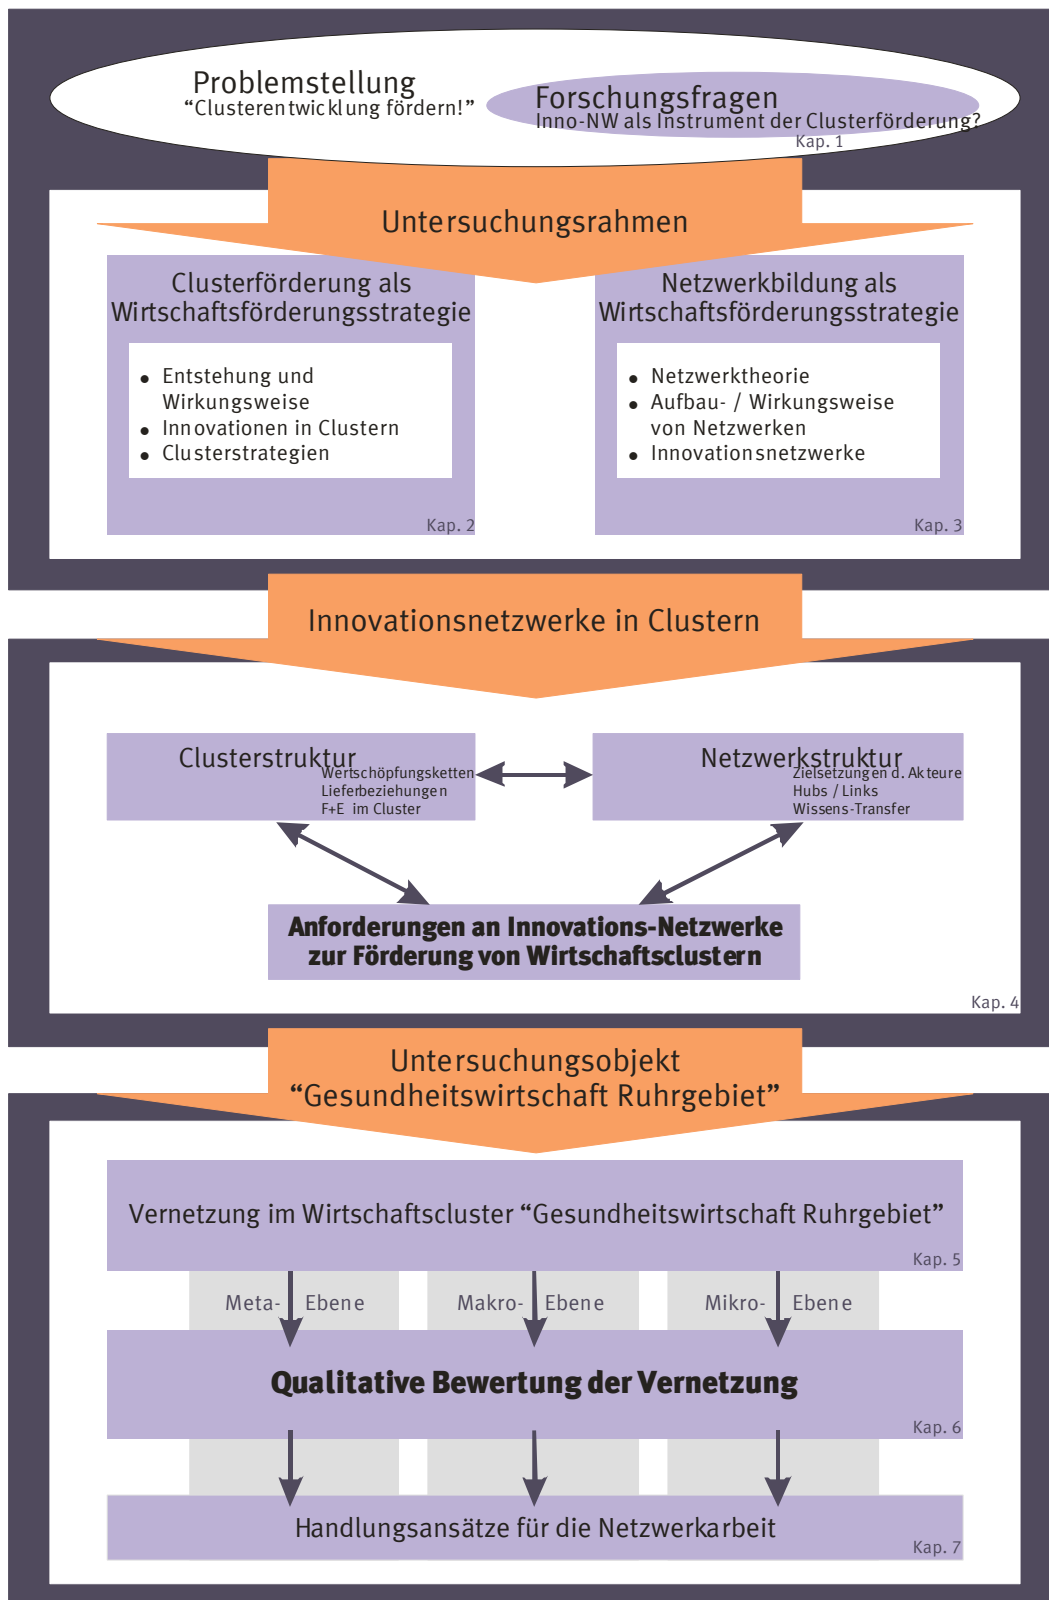 Problemstellung
“Clusterentwicklung fördern!”
Forschungsfragen
Inno-NW als Instrument der Clusterförderung?
Kap. 1
Untersuchungsrahmen
Clusterförderung als
Wirtschaftsförderungsstrategie
• Entstehung und
Wirkungsweise
• Innovationen in Clustern
• Clusterstrategien
Kap. 2
Netzwerkbildung als
Wirtschaftsförderungsstrategie
• Netzwerktheorie
• Aufbau- / Wirkungsweise
von Netzwerken
• Innovationsnetzwerke
Kap. 3
Innovationsnetzwerke in Clustern
Clusterstruktur
Wertschöpfungsketten
Lieferbeziehungen
F+E im Cluster
Netzwerkstruktur
Zielsetzungen d. Akteure
Hubs / Links
Wissens-Transfer
Anforderungen an Innovations-Netzwerke
zur Förderung von Wirtschaftsclustern
Kap. 4
Untersuchungsobjekt
“Gesundheitswirtschaft Ruhrgebiet”
Vernetzung im Wirtschaftscluster “Gesundheitswirtschaft Ruhrgebiet”
Kap. 5
Meta- Ebene
Makro- Ebene
Mikro- Ebene
Qualitative Bewertung der Vernetzung
Kap. 6
Handlungsansätze für die Netzwerkarbeit
Kap. 7